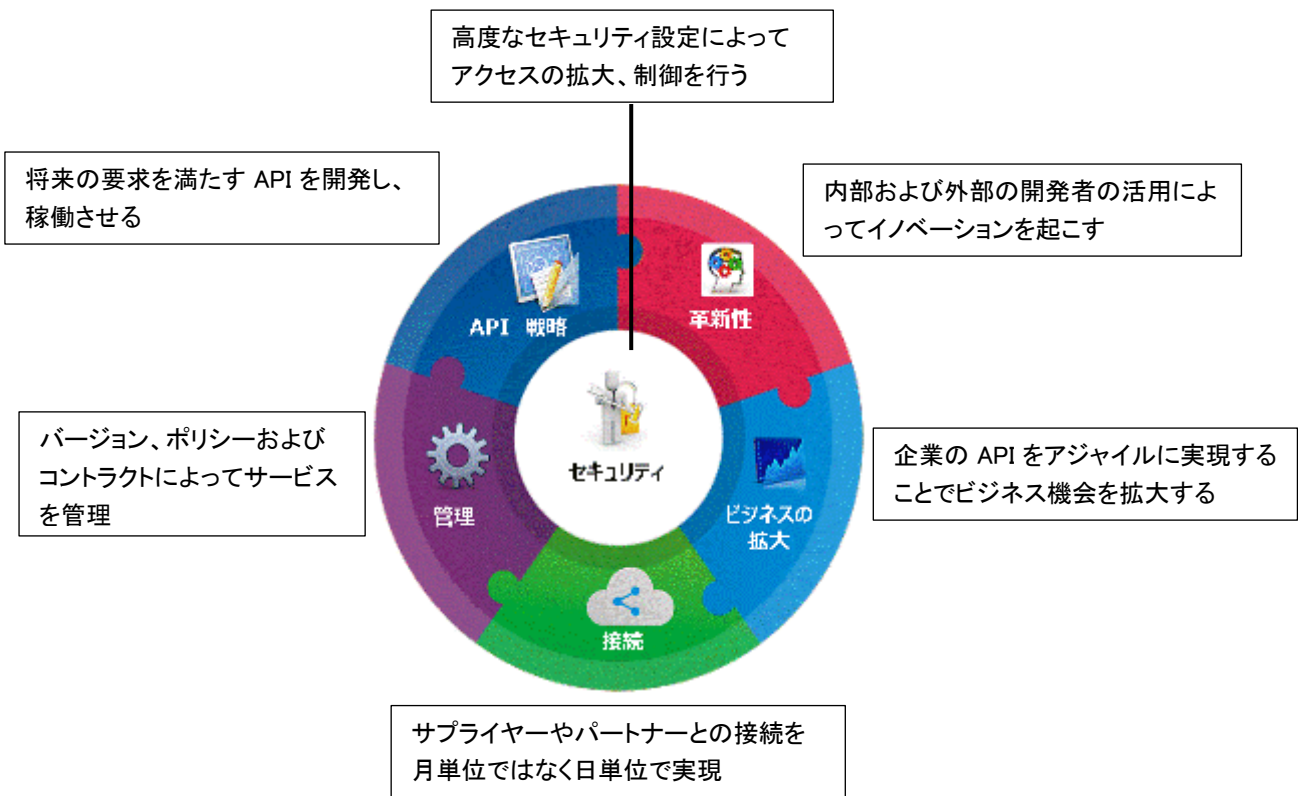 高度なセキュリティ設定によって
アクセスの拡大、制御を行う
将来の要求を満たす API を開発し、
稼働させる
内部および外部の開発者の活用によ
ってイノベーションを起こす
API 戦略
革新性
バージョン、ポリシーおよび
コントラクトによってサービス
を管理
管理
セキュリティ
ビジネスの
拡大
企業の API をアジャイルに実現する
ことでビジネス機会を拡大する
接続
サプライヤーやパートナーとの接続を
月単位ではなく日単位で実現